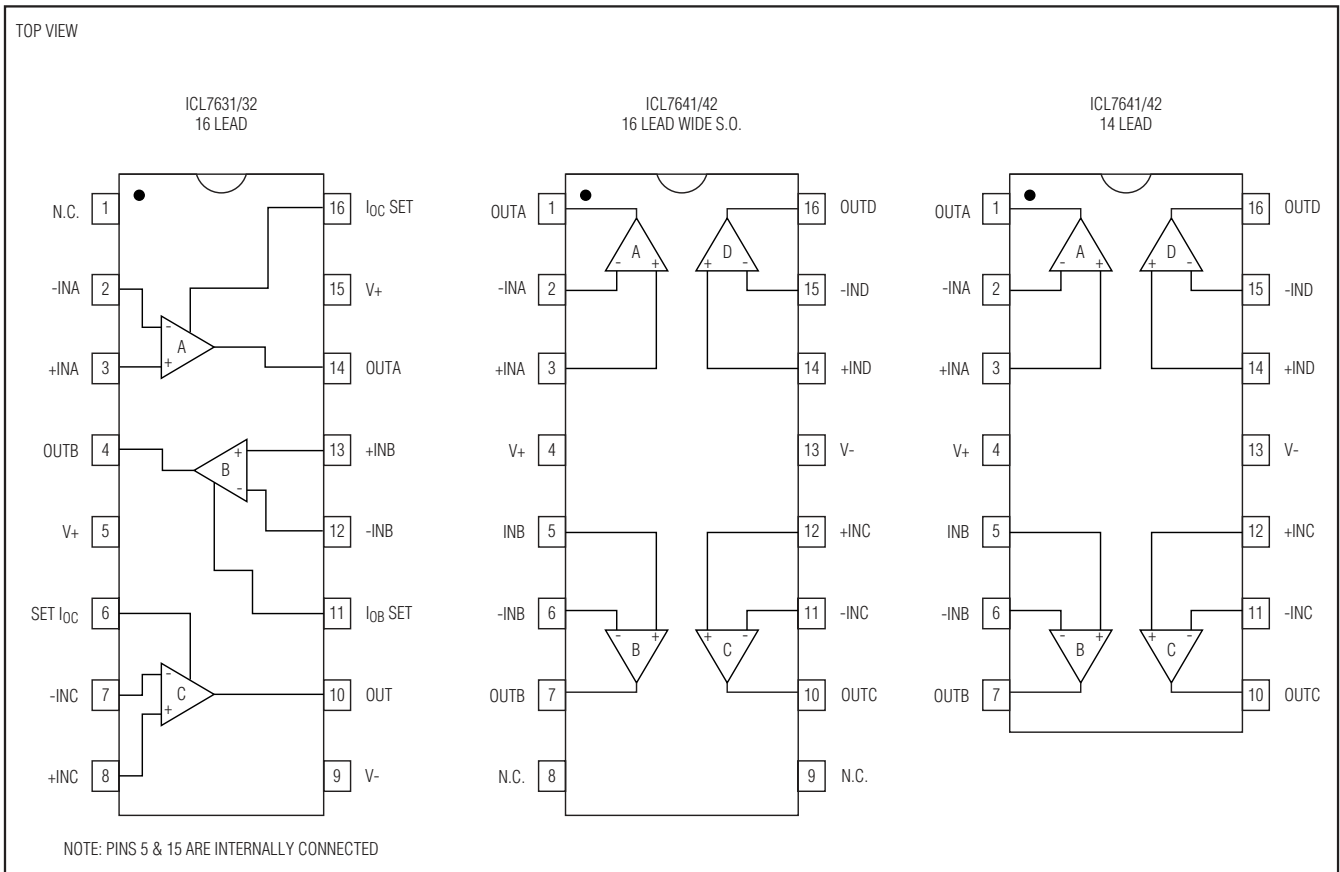 TOP VIEW
ICL7631/32
16 LEAD
N.C. 1
16 IOC SET
-INA 2
15 V+
A
-
+
+INA 3
14 OUTA
OUTB 4
13 +INB
B
+
-
V+ 5
12 -INB
SET IOC 6
11 IOB SET
-INC 7
10 OUT
C
-
+
+INC 8
9 V-
NOTE: PINS 5 & 15 ARE INTERNALLY CONNECTED
ICL7641/42
16 LEAD WIDE S.O.
OUTA 1
16 OUTD
A
D
- +
+ -
-INA 2
15 -IND
+INA 3
14 +IND
V+ 4
13 V-
INB 5
12 +INC
-INB 6
11 -INC
- +
+ -
B
C
OUTB 7
10 OUTC
N.C. 8
9 N.C.
ICL7641/42
14 LEAD
OUTA 1
16 OUTD
A
D
- +
+ -
-INA 2
15 -IND
+INA 3
14 +IND
V+ 4
13 V-
INB 5
12 +INC
-INB 6
11 -INC
- +
+ -
B
C
OUTB 7
10 OUTC